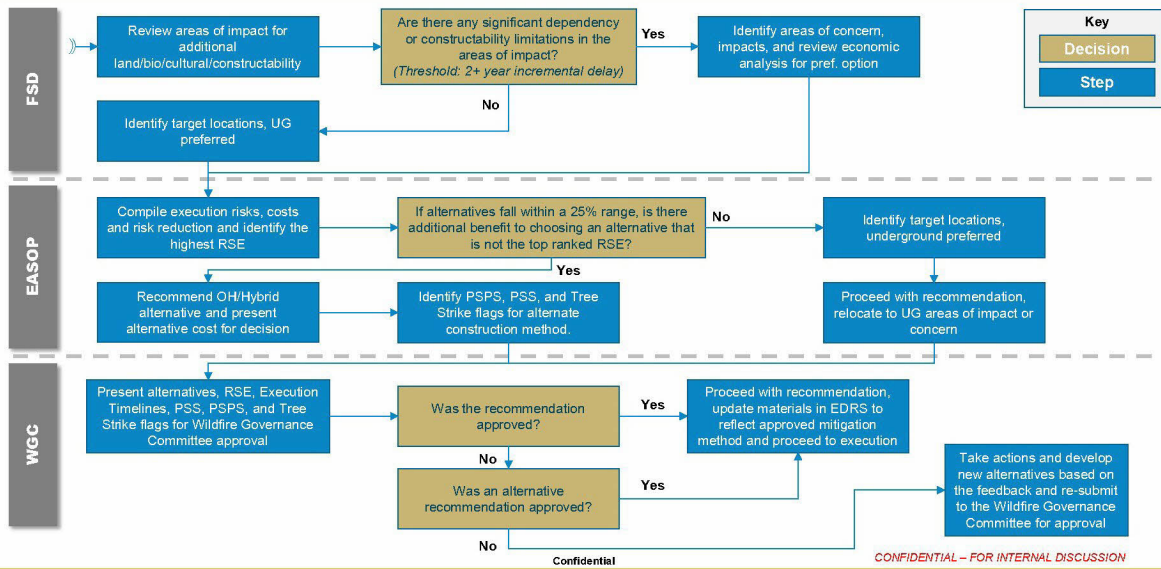 FSD
Review areas of impact for
additional
land/bio/cultural/constructability
Are there any significant dependency
or constructability limitations in the
areas of impact?
(Threshold: 2+ year incremental delay)
Yes
Identify areas of concern,
impacts, and review economic
analysis for pref. option
Key
Decision
Step
No
Identify target locations, UG
preferred
EASOP
Compile execution risks, costs
and risk reduction and identify the
highest RSE
If alternatives fall within a 25% range, is there
additional benefit to choosing an alternative that
is not the top ranked RSE?
No
Identify target locations,
underground preferred
Yes
Recommend OH/Hybrid
alternative and present
alternative cost for decision
Identify PSPS, PSS, and Tree
Strike flags for alternate
construction method.
Proceed with recommendation,
relocate to UG areas of impact or
concern
WGC
Present alternatives, RSE, Execution
Timelines, PSS, PSPS, and Tree
Strike flags for Wildfire Governance
Committee approval
Was the recommendation
approved?
Yes
Proceed with recommendation,
update materials in EDRS to
reflect approved mitigation
method and proceed to execution
No
Was an alternative
recommendation approved?
Yes
Take actions and develop
new alternatives based on
the feedback and re-submit
to the Wildfire Governance
Committee for approval
No
Confidential
CONFIDENTIAL – FOR INTERNAL DISCUSSION